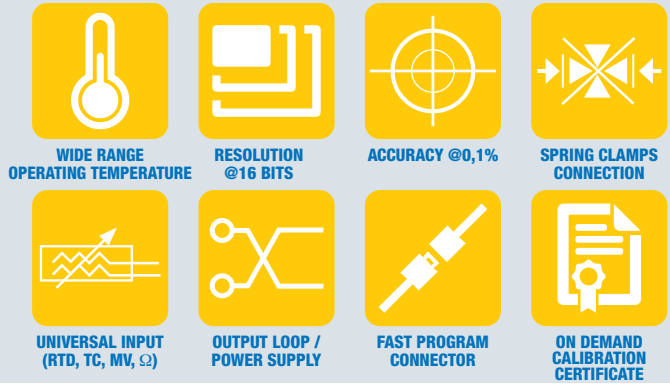 WIDE RANGE
OPERATING TEMPERATURE
RESOLUTION
@16 BITS
ACCURACY @0,1%
SPRING CLAMPS
CONNECTION
UNIVERSAL INPUT
(RTD, TC, MV, Ω)
OUTPUT LOOP /
POWER SUPPLY
FAST PROGRAM
CONNECTOR
ON DEMAND
CALIBRATION
CERTIFICATE